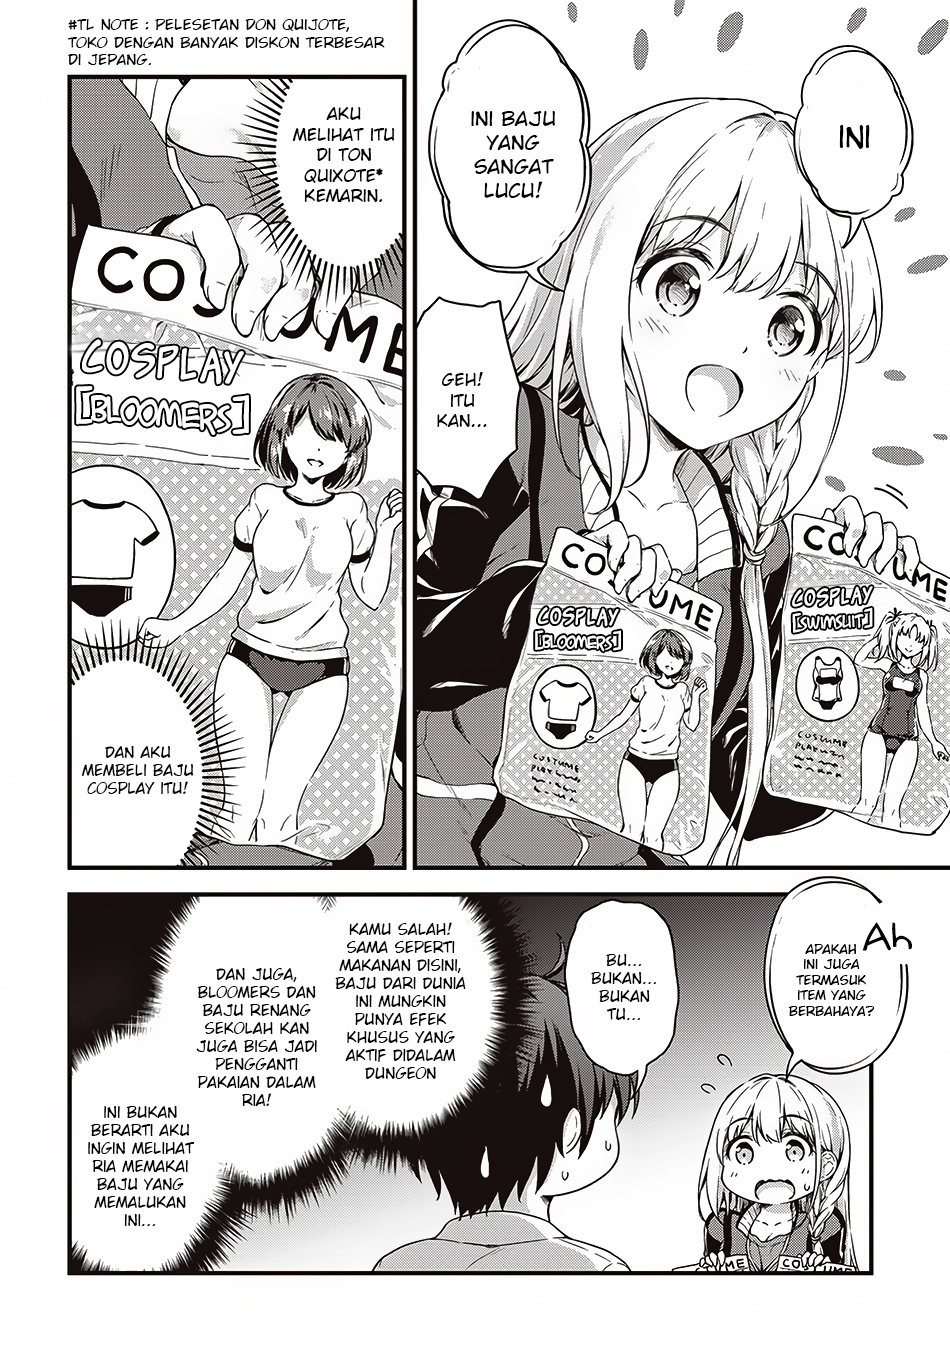 #TL NOTE : PELESETAN DON QUIJOTE,
TOKO DENGAN BANYAK DISKON TERBESAR
DI JEPANG.
INI
INI BAJU
YANG
SANGAT
LUCU!
GEH!
ITU
KAN...
COSTUME
COSPLAY
[BLOOMERS]
COSTUME
COSTUME
COSPLAY
[SWIMSUIT]
COSTUME
AKU
MELIHAT ITU
DI TON
QUIXOTE*
KEMARIN.
COSTUME
COSPLAY
[BLOOMERS]
DAN AKU
MEMBELI BAJU
COSPLAY ITU!
Ah
APAKAH
INI JUGA
TERMASUK
ITEM YANG
BERBAHAYA?
BU...
BUKAN...
BUKAN
TU...
KAMU SALAH!
SAMA SEPERTI
MAKANAN DISINI,
BAJU DARI DUNIA
INI MUNGKIN
PUNYA EFEK
KHUSUS YANG
AKTIF DIDALAM
DUNGEON
DAN JUGA,
BLOOMERS DAN
BAJU RENANG
SEKOLAH KAN
JUGA BISA JADI
PENGGANTI
PAKAIAN DALAM
RIA!
INI BUKAN
BERARTI AKU
INGIN MELIHAT
RIA MEMAKAI
BAJU YANG
MEMALUKAN
INI...
UME
COS
UME